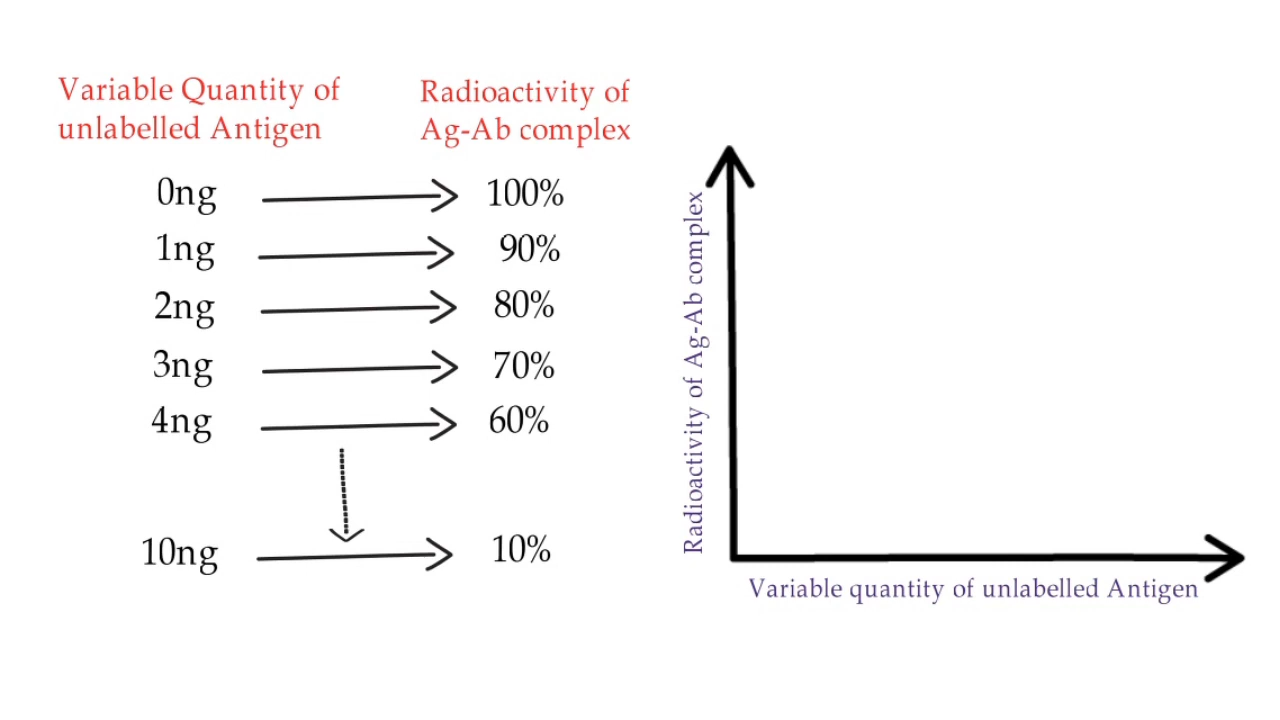 Variable Quantity of
unlabelled Antigen
Radioactivity of
Ag-Ab complex
0ng 100%
1ng 90%
2ng 80%
3ng 70%
4ng 60%
10ng 10%
Radioactivity of Ag-Ab complex
Variable quantity of unlabelled Antigen